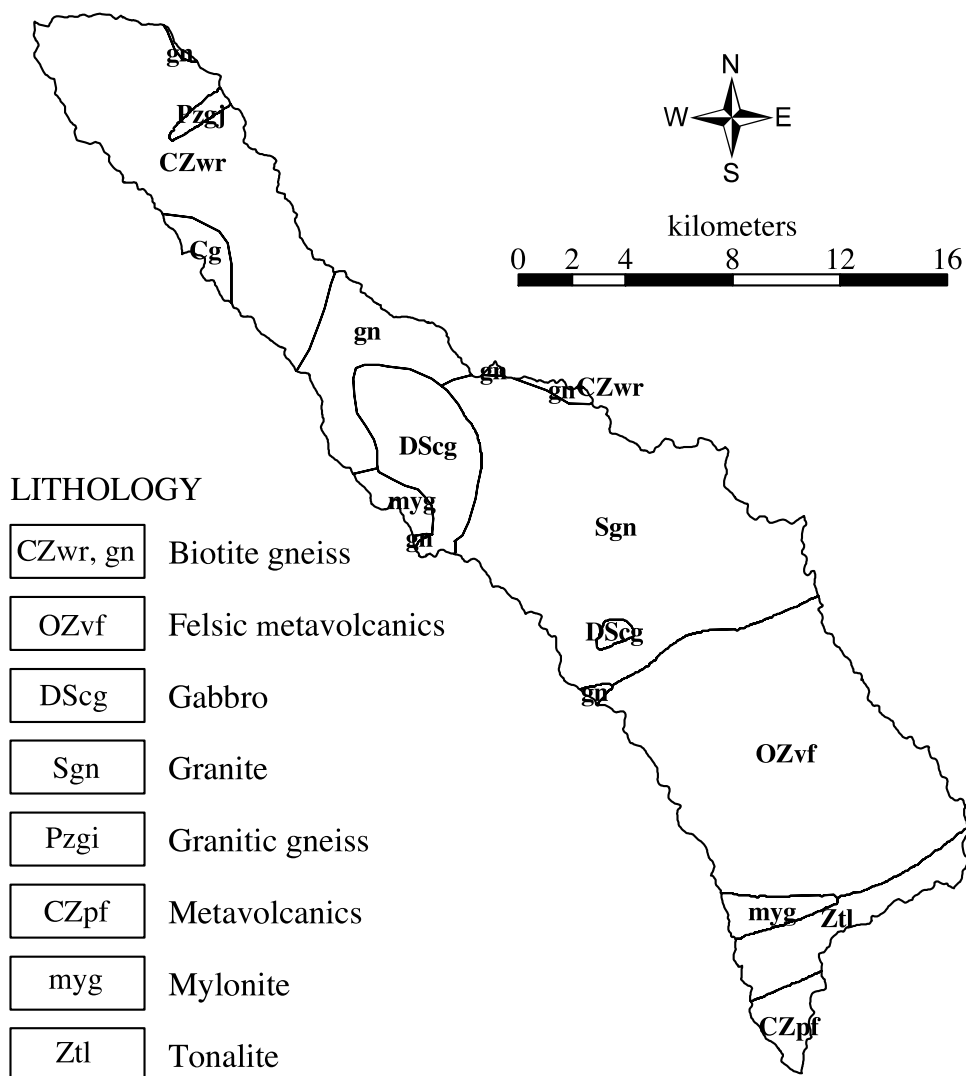 gn
Pzgj
CZwr
Cg
N
W E
S
kilometers
0 2 4 8 12 16
gn
gn
gn CZwr
DScg
myg
gn
Sgn
DScg
gn
OZvf
myg
Ztl
CZpf
LITHOLOGY
CZwr, gn Biotite gneiss
OZvf Felsic metavolcanics
DScg Gabbro
Sgn Granite
Pzgi Granitic gneiss
CZpf Metavolcanics
myg Mylonite
Ztl Tonalite